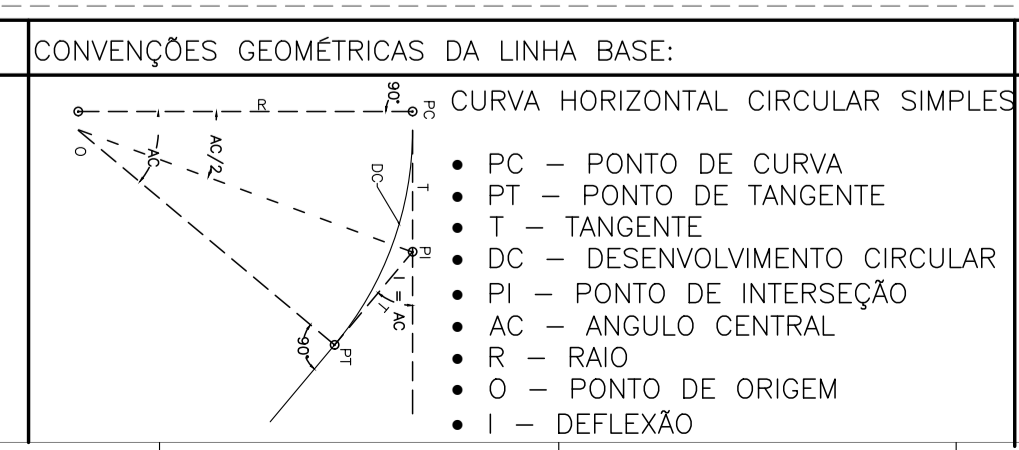 CONVENÇÕES GEOMÉTRICAS DA LINHA BASE:
CURVA HORIZONTAL CIRCULAR SIMPLES
• PC – PONTO DE CURVA
• PT – PONTO DE TANGENTE
• T – TANGENTE
• DC – DESENVOLVIMENTO CIRCULAR
• PI – PONTO DE INTERSEÇÃO
• AC – ANGULO CENTRAL
• R – RAIO
• O – PONTO DE ORIGEM
• I – DEFLEXÃO
R
90°
PC
O
AC
AC/2
DC
T
PI
I = AC
T
90°
PT